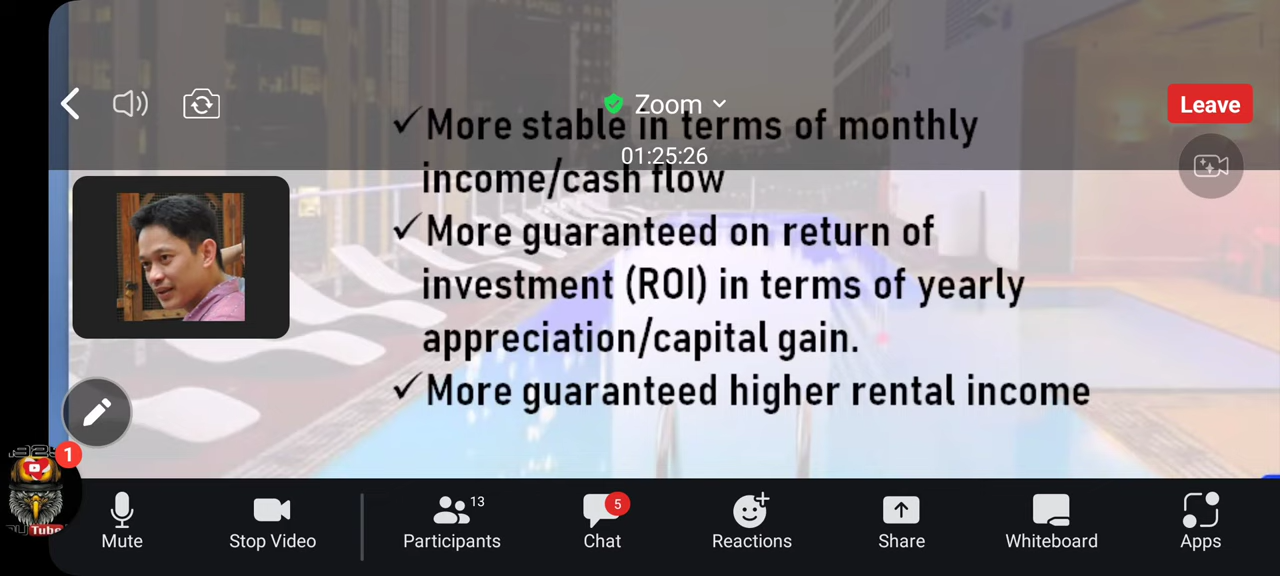 Zoom
Leave
✓More stable in terms of monthly
01:25:26
income/cash flow
✓More guaranteed on return of
investment (ROI) in terms of yearly
appreciation/capital gain.
✓More guaranteed higher rental income
1
Tube
13
5
Mute
Stop Video
Participants
Chat
Reactions
Share
Whiteboard
Apps